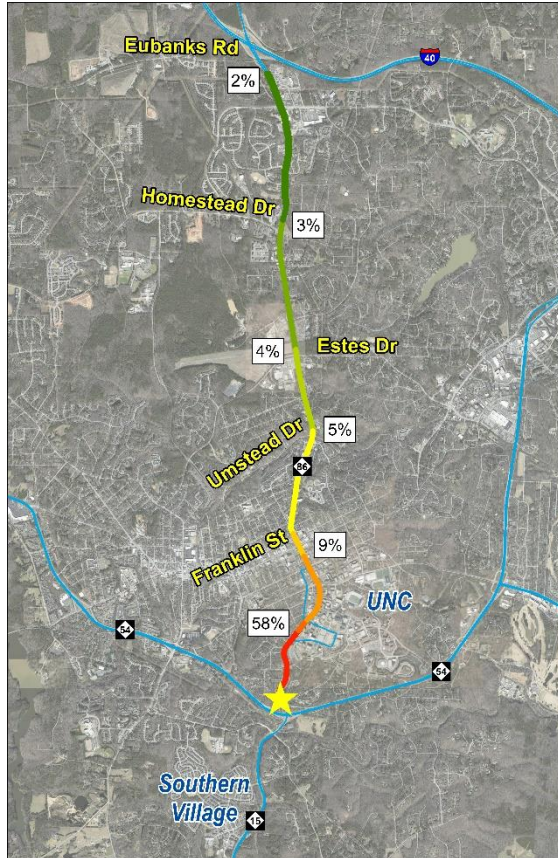 Eubanks Rd
40
2%
Homestead Dr
3%
Estes Dr
4%
Umstead Dr
5%
86
Franklin St
9%
UNC
58%
54
54
Southern
Village
15